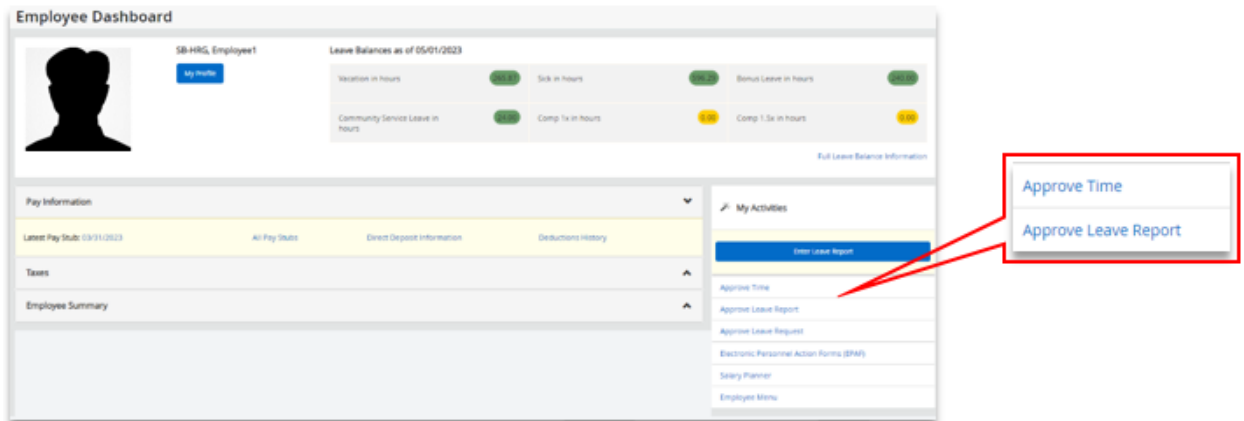 Employee Dashboard
SB-HRG, Employee1
My Profile
Leave Balances as of 05/01/2023
Vacation in hours
Sick in hours
Bonus Leave in hours
240.00
Community Service Leave in
hours
24.00
Comp 1x in hours
0.00
Comp 1.5x in hours
0.00
Full Leave Balance Information
Pay Information
Latest Pay Stub: 03/31/2023
All Pay Stubs
Direct Deposit Information
Deductions History
Taxes
Employee Summary
My Activities
Enter Leave Report
Approve Time
Approve Leave Report
Approve Leave Request
Electronic Personnel Action Forms (EPAF)
Salary Planner
Employee Menu
Approve Time
Approve Leave Report